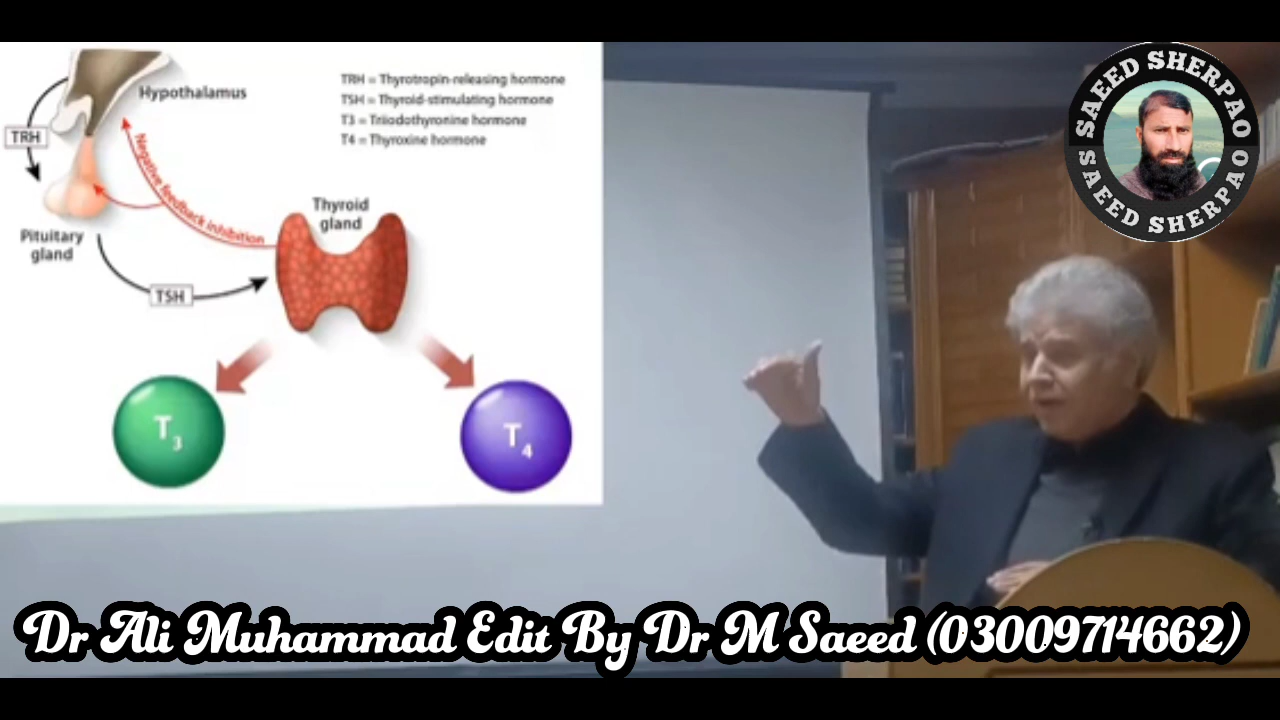 Hypothalamus
TRH = Thyrotropin-releasing hormone
TSH = Thyroid-stimulating hormone
T3 = Triiodothyronine hormone
T4 = Thyroxine hormone
TRH
Negative feedback inhibition
Thyroid
gland
Pituitary
gland
TSH
T3
T4
SAEED SHERPAO
SAEED SHERPAO
Dr Ali Muhammad Edit By Dr M Saeed (03009714662)